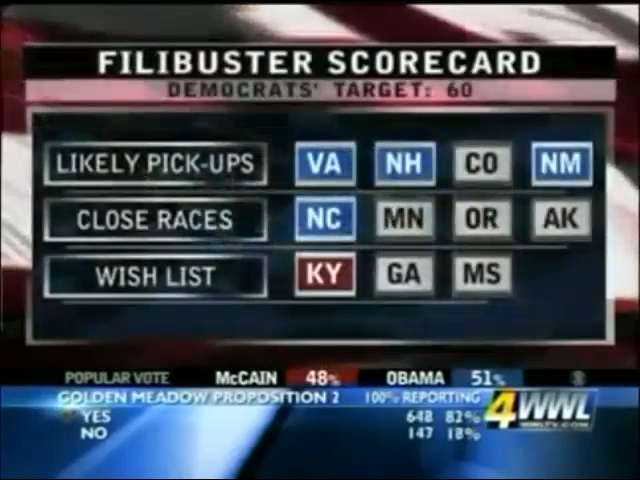 FILIBUSTER SCORECARD
DEMOCRATS' TARGET: 60
LIKELY PICK-UPS VA NH CO NM
CLOSE RACES NC MN OR AK
WISH LIST KY GA MS
POPULAR VOTE McCAIN 48% OBAMA 51%
GOLDEN MEADOW PROPOSITION 2 100% REPORTING
YES 648 82%
NO 147 18%
4WWL
WWLTV.COM